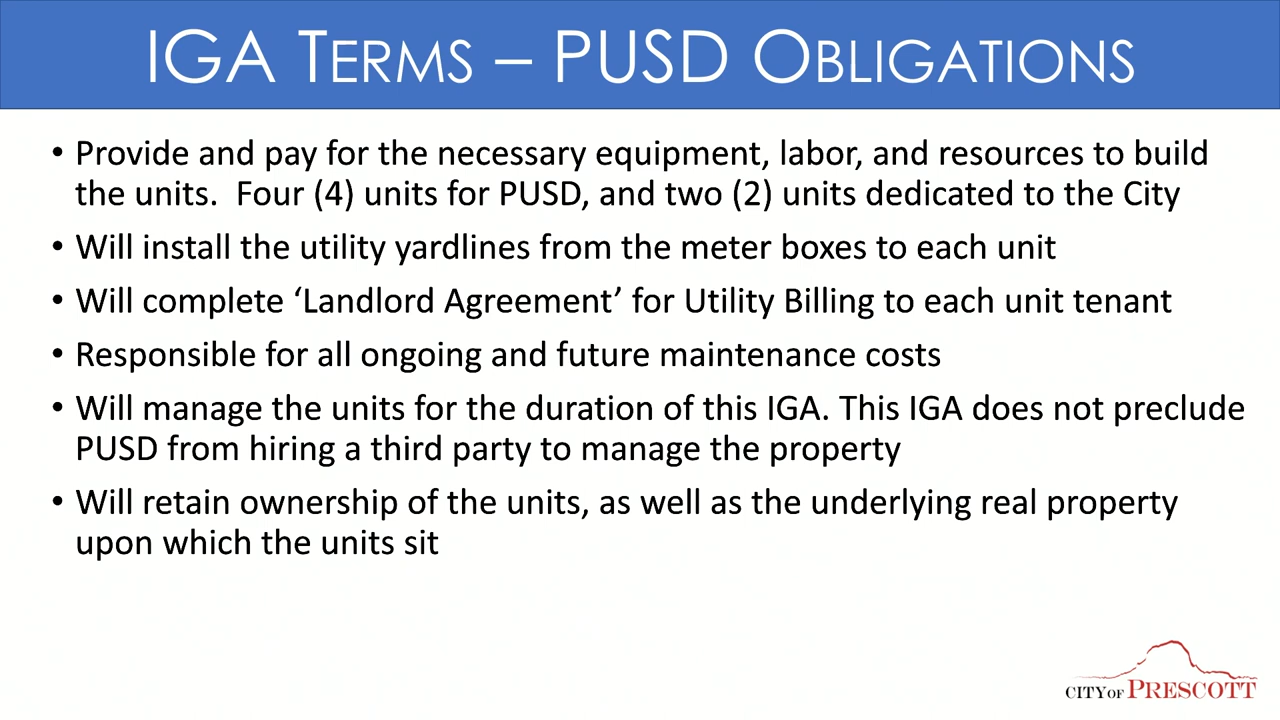 IGA TERMS – PUSD OBLIGATIONS
• Provide and pay for the necessary equipment, labor, and resources to build
the units.  Four (4) units for PUSD, and two (2) units dedicated to the City
• Will install the utility yardlines from the meter boxes to each unit
• Will complete ‘Landlord Agreement’ for Utility Billing to each unit tenant
• Responsible for all ongoing and future maintenance costs
• Will manage the units for the duration of this IGA. This IGA does not preclude
PUSD from hiring a third party to manage the property
• Will retain ownership of the units, as well as the underlying real property
upon which the units sit
CITY OF PRESCOTT